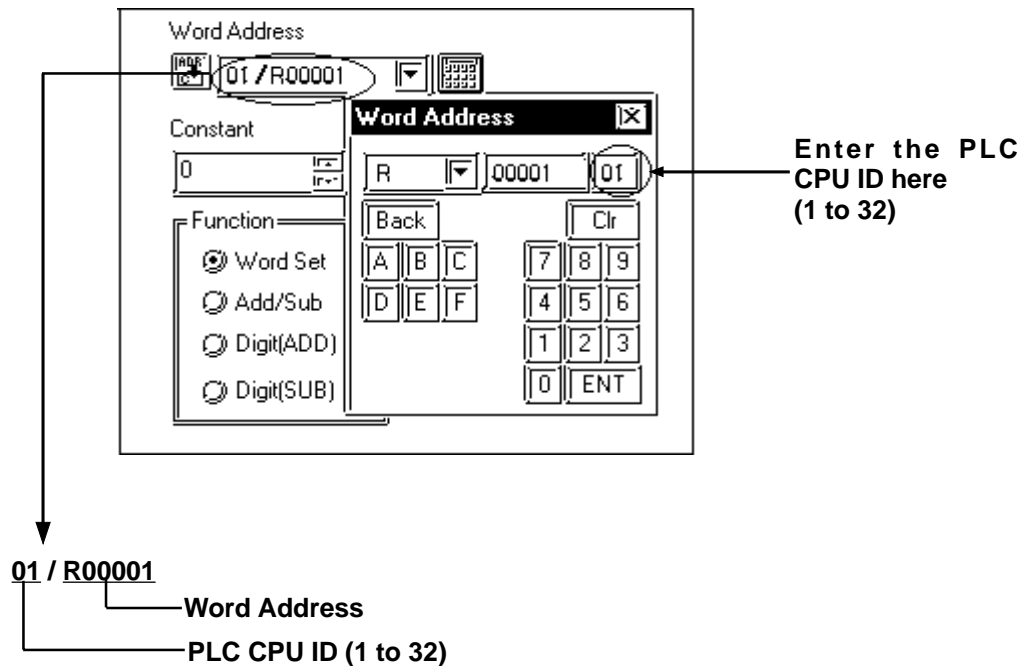 Word Address
01 / R00001
Word Address
Constant
0
R
00001
01
Enter the PLC
CPU ID here
(1 to 32)
Back
Clr
Function
Word Set
A B C
7 8 9
Add/Sub
D E F
4 5 6
Digit(ADD)
1 2 3
Digit(SUB)
0 ENT
01 / R00001
Word Address
PLC CPU ID (1 to 32)